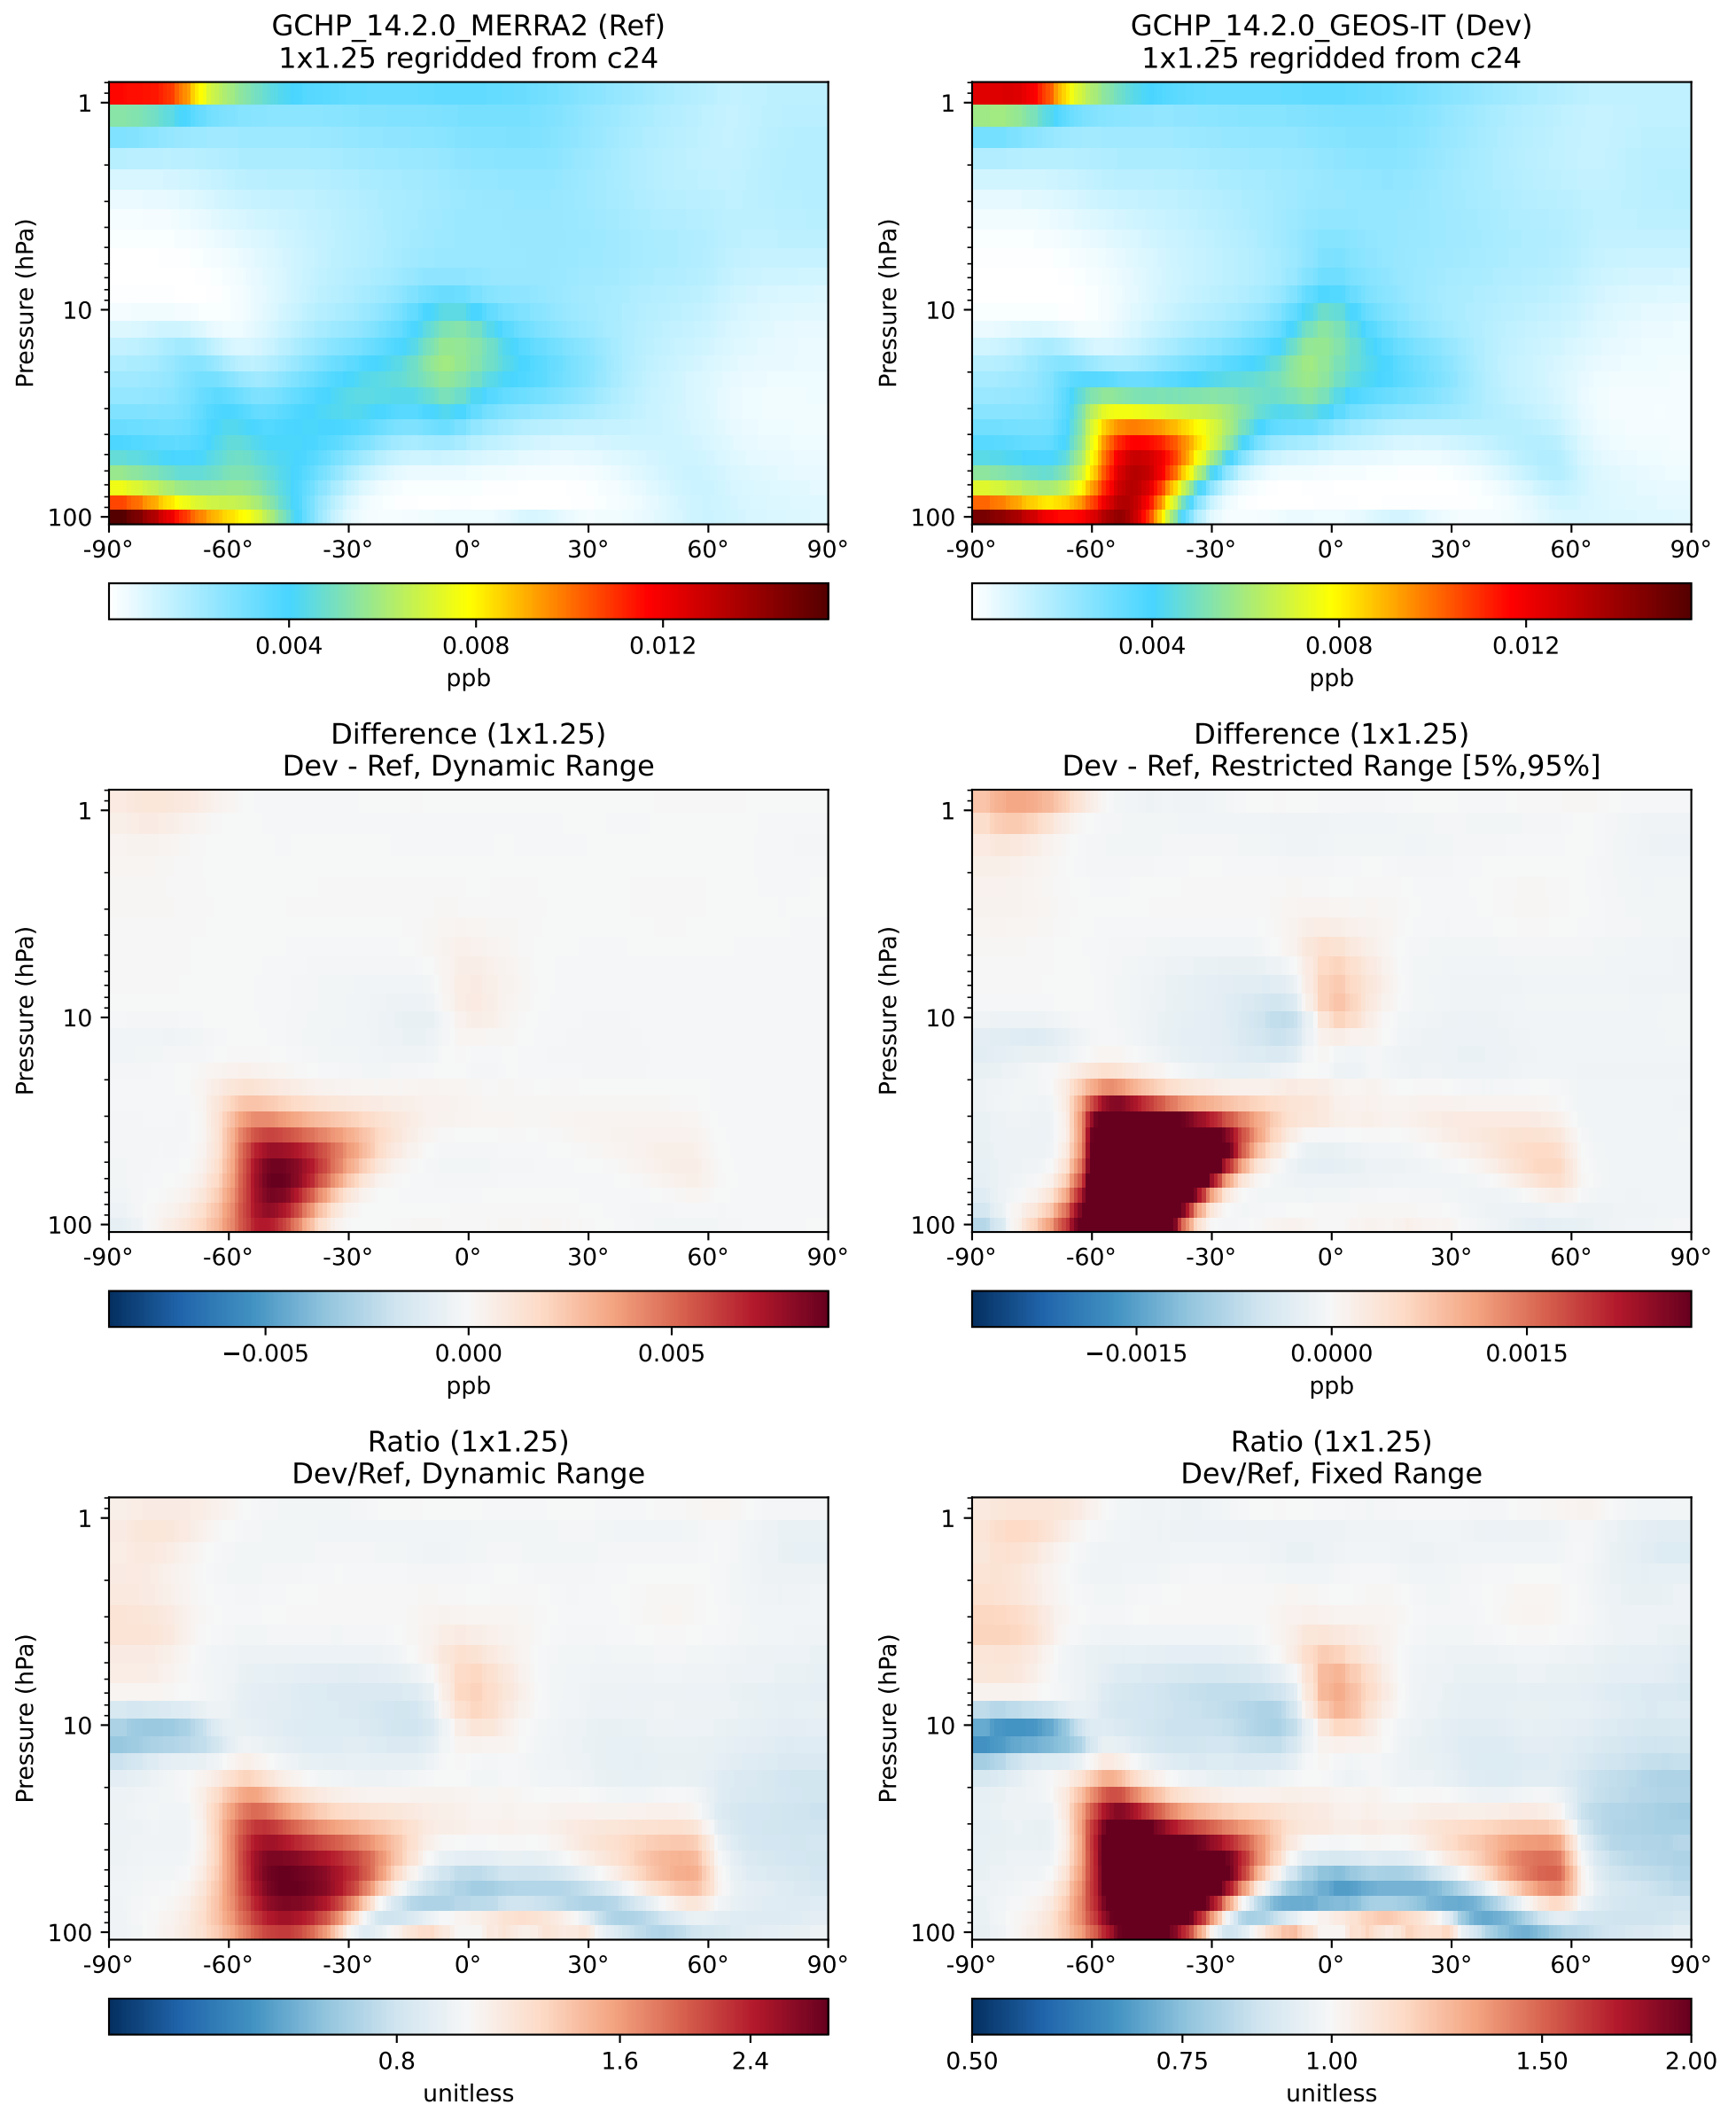 GCHP_14.2.0_MERRA2 (Ref)
1x1.25 regridded from c24
Pressure (hPa)
1
10
100
-90° -60° -30° 0° 30° 60° 90°
0.004 0.008 0.012
ppb
GCHP_14.2.0_GEOS-IT (Dev)
1x1.25 regridded from c24
Pressure (hPa)
1
10
100
-90° -60° -30° 0° 30° 60° 90°
0.004 0.008 0.012
ppb
Difference (1x1.25)
Dev - Ref, Dynamic Range
Pressure (hPa)
1
10
100
-90° -60° -30° 0° 30° 60° 90°
−0.005 0.000 0.005
ppb
Difference (1x1.25)
Dev - Ref, Restricted Range [5%,95%]
Pressure (hPa)
1
10
100
-90° -60° -30° 0° 30° 60° 90°
−0.0015 0.0000 0.0015
ppb
Ratio (1x1.25)
Dev/Ref, Dynamic Range
Pressure (hPa)
1
10
100
-90° -60° -30° 0° 30° 60° 90°
0.8 1.6 2.4
unitless
Ratio (1x1.25)
Dev/Ref, Fixed Range
Pressure (hPa)
1
10
100
-90° -60° -30° 0° 30° 60° 90°
0.50 0.75 1.00 1.50 2.00
unitless